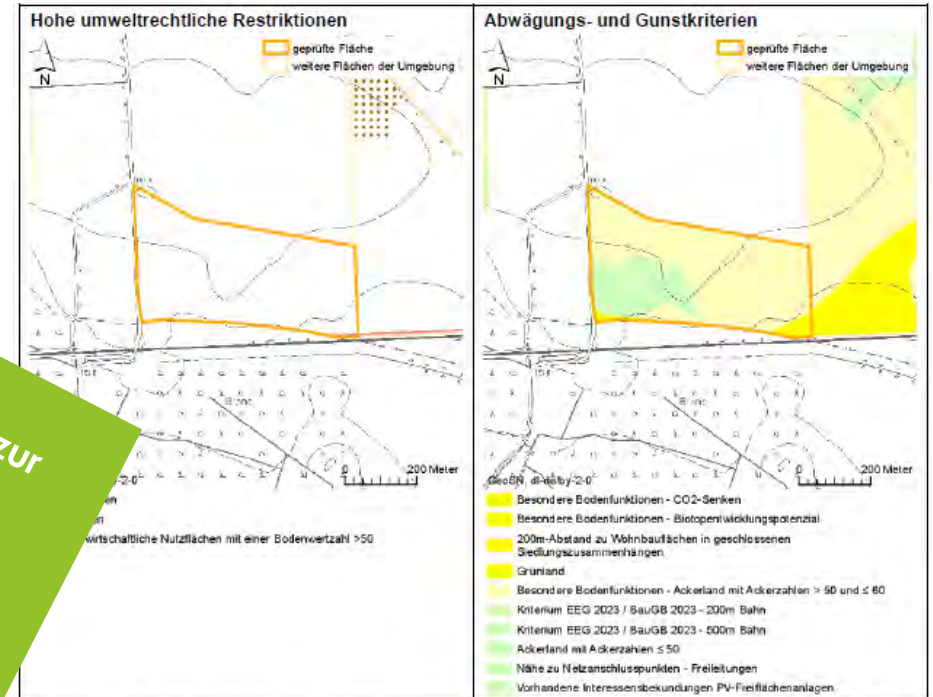 Hohe umweltrechtliche Restriktionen
N
geprüfte Fläche
weitere Flächen der Umgebung
0
200 Meter
zur
wirtschaftliche Nutzflächen mit einer Bodenwertzahl >50
Abwägungs- und Gunstkriterien
N
geprüfte Fläche
weitere Flächen der Umgebung
0
200 Meter
GeoSN, dl-de/by-2-0
Besondere Bodenfunktionen - CO2-Senken
Besondere Bodenfunktionen - Biotopentwicklungspotenzial
200m-Abstand zu Wohnbauflächen in geschlossenen
Siedlungszusammenhängen
Grünland
Besondere Bodenfunktionen - Ackerland mit Ackerzahlen > 50 und ≤ 60
Kriterium EEG 2023 / BauGB 2023 - 200m Bahn
Kriterium EEG 2023 / BauGB 2023 - 500m Bahn
Ackerland mit Ackerzahlen ≤ 50
Nähe zu Netzanschlusspunkten - Freileitungen
Vorhandene Interessensbekundungen PV-Freiflächenanlagen